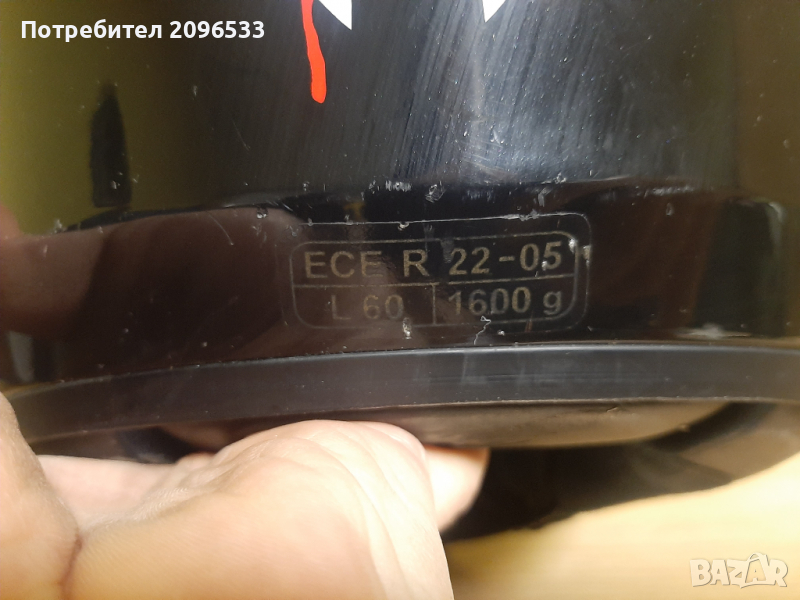 Потребител 2096533
ECE R 22-05
L 60 1600 g
BAZAR